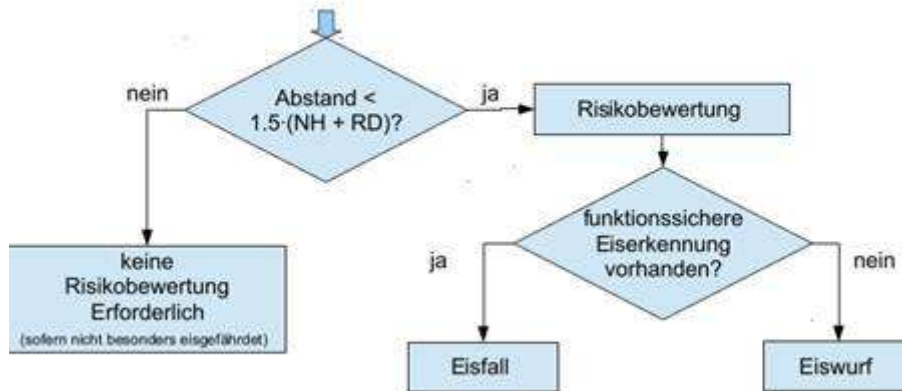 Abstand <
1.5·(NH + RD)?
nein
ja
Risikobewertung
funktionssichere
Eiserkennung
vorhanden?
keine
Risikobewertung
Erforderlich
(sofern nicht besonders eisgefährdet)
ja
nein
Eisfall
Eiswurf